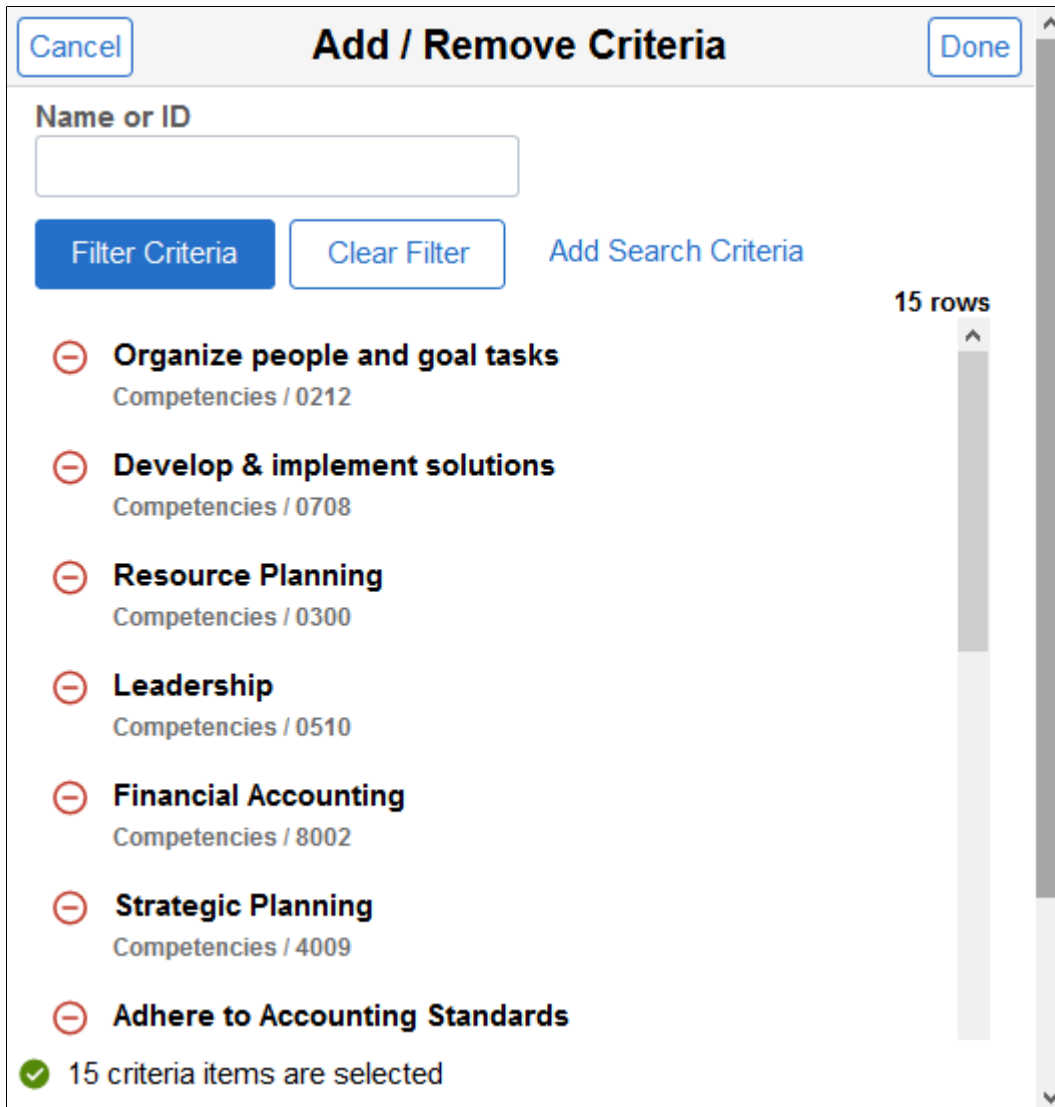 Cancel Add / Remove Criteria Done
Name or ID
Filter Criteria Clear Filter Add Search Criteria
15 rows
Organize people and goal tasks
Competencies / 0212
Develop & implement solutions
Competencies / 0708
Resource Planning
Competencies / 0300
Leadership
Competencies / 0510
Financial Accounting
Competencies / 8002
Strategic Planning
Competencies / 4009
Adhere to Accounting Standards
15 criteria items are selected